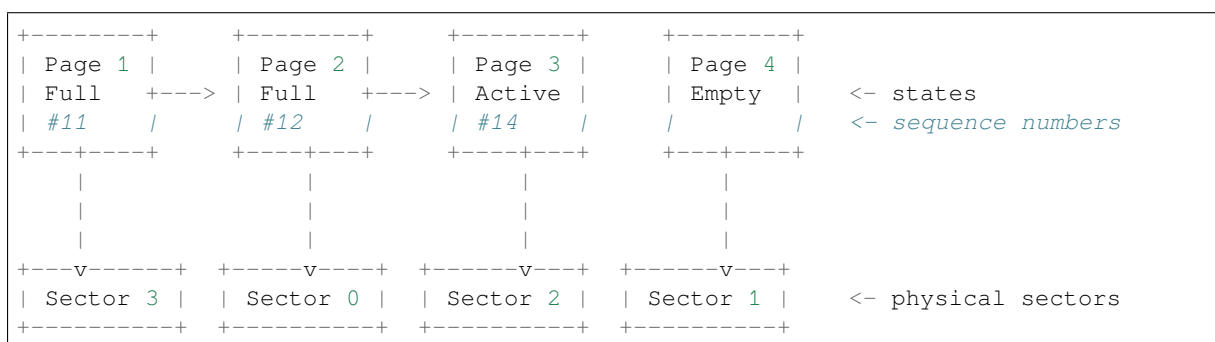 +--------+     +--------+     +--------+     +--------+
| Page 1 |     | Page 2 |     | Page 3 |     | Page 4 |
| Full   +---> | Full   +---> | Active |     | Empty  |   <- states
| #11    |     | #12    |     | #14    |     |        |   <- sequence numbers
+---+----+     +----+---+     +----+---+     +---+----+
    |               |              |             |
    |               |              |             |
    |               |              |             |
+---v------+  +-----v----+  +------v---+  +------v---+
| Sector 3 |  | Sector 0 |  | Sector 2 |  | Sector 1 |    <- physical sectors
+----------+  +----------+  +----------+  +----------+